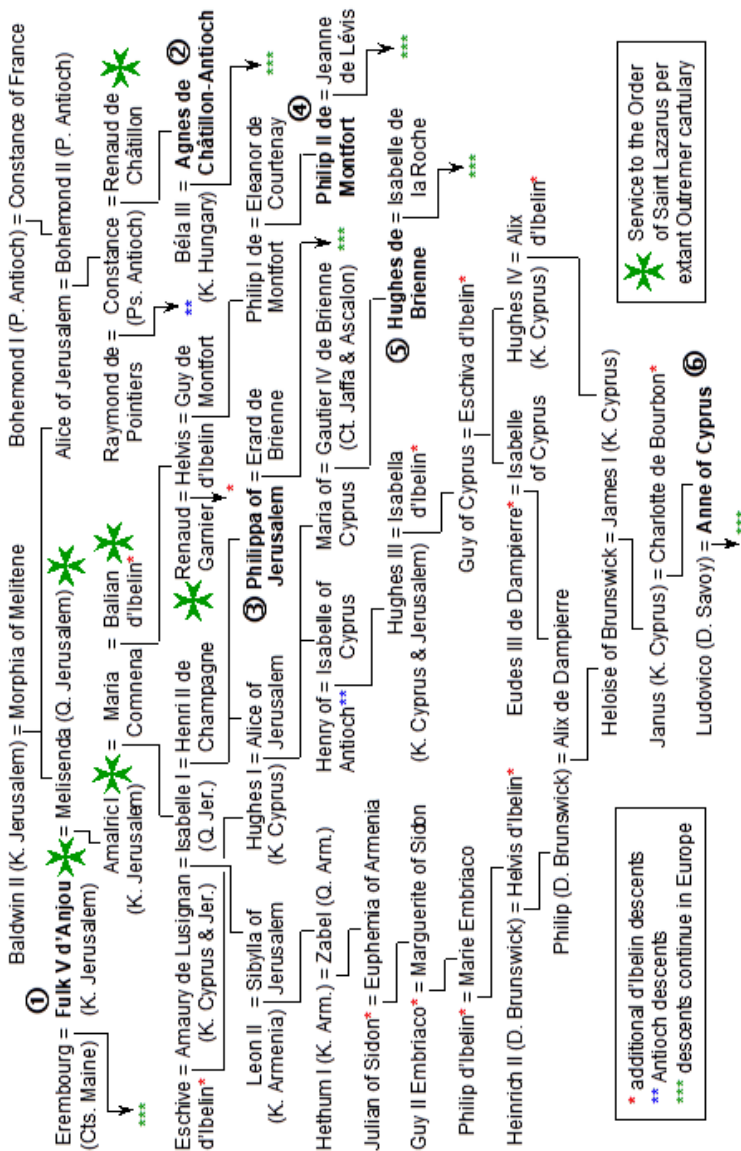 Baldwin II (K. Jerusalem) = Morphia of Melitene
Bohemond I (P. Antioch) = Constance of France
①
Erembourg = Fulk V d'Anjou = Melisenda (Q. Jerusalem)
(Cts. Maine) (K. Jerusalem)
***
Alice of Jerusalem = Bohemond II (P. Antioch)
Amalric I = Maria = Balian
(K. Jerusalem) Comnena d'Ibelin*
Raymond de = Constance = Renaud de
Pointiers (Ps. Antioch) Châtillon
**
Eschive = Amaury de Lusignan = Isabelle I = Henri II de
d'Ibelin* (K. Cyprus & Jer.) (Q. Jer.) Champagne
Renaud = Helvis = Guy de
Garnier d'Ibelin Montfort
*
Béla III = Agnes de ②
(K. Hungary) Châtillon-Antioch
***
Leon II = Sibylla of
(K. Armenia) Jerusalem
Hughes I = Alice of
(K Cyprus) Jerusalem
③ Philippa of = Erard de
Jerusalem Brienne
***
Philip I de = Eleanor de
Montfort Courtenay
④
Philip II de = Jeanne
Montfort de Lévis
***
Hethum I (K. Arm.) = Zabel (Q. Arm.)
Henry of = Isabelle of
Antioch** Cyprus
Maria of = Gautier IV de Brienne
Cyprus (Ct. Jaffa & Ascalon)
Julian of Sidon* = Euphemia of Armenia
Hughes III = Isabella
(K. Cyprus & Jerusalem) d'Ibelin*
⑤ Hughes de = Isabelle de
Brienne la Roche
***
Guy II Embriaco* = Marguerite of Sidon
Guy of Cyprus = Eschiva d'Ibelin*
Philip d'Ibelin* = Marie Embriaco
Heinrich II (D. Brunswick) = Helvis d'Ibelin*
Eudes III de Dampierre* = Isabelle
of Cyprus
Hughes IV = Alix
(K. Cyprus) d'Ibelin*
Philip (D. Brunswick) = Alix de Dampierre
Heloise of Brunswick = James I (K. Cyprus)
Janus (K. Cyprus) = Charlotte de Bourbon*
Ludovico (D. Savoy) = Anne of Cyprus ⑥
***
* additional d'Ibelin descents
** Antioch descents
*** descents continue in Europe
Service to the Order
of Saint Lazarus per
extant Outremer cartulary